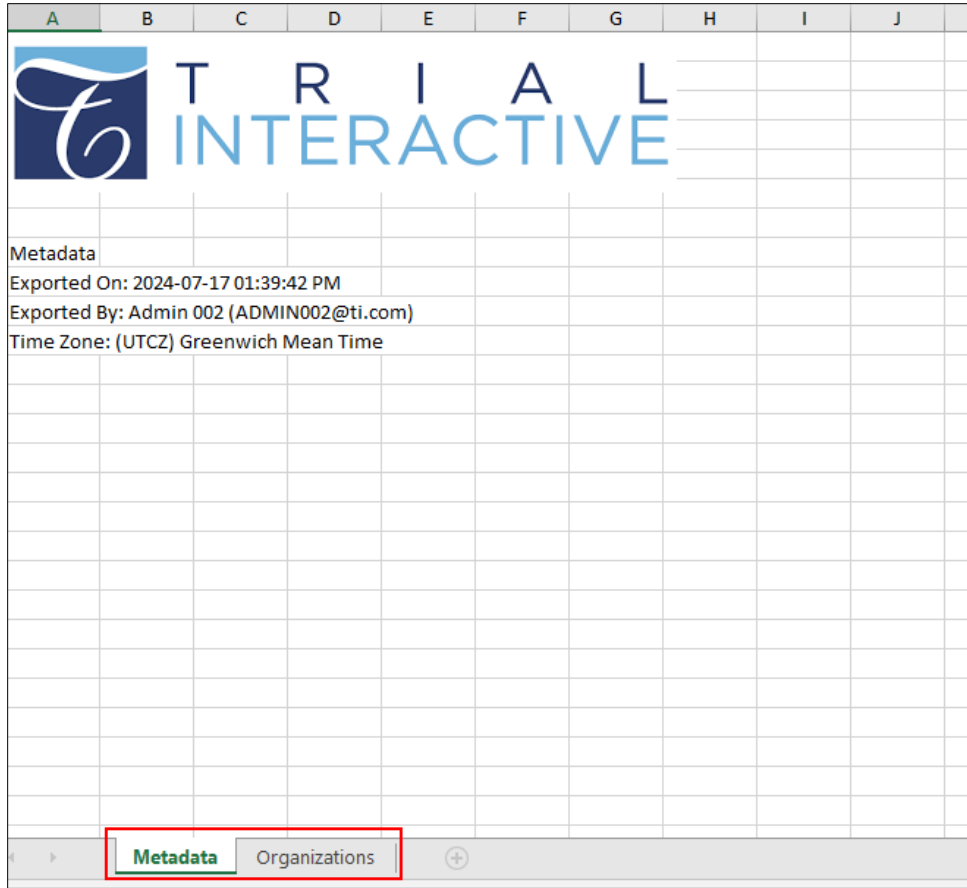 A B C D E F G H I J
T R I A L
INTERACTIVE
Metadata
Exported On: 2024-07-17 01:39:42 PM
Exported By: Admin 002 (ADMIN002@ti.com)
Time Zone: (UTCZ) Greenwich Mean Time
Metadata Organizations